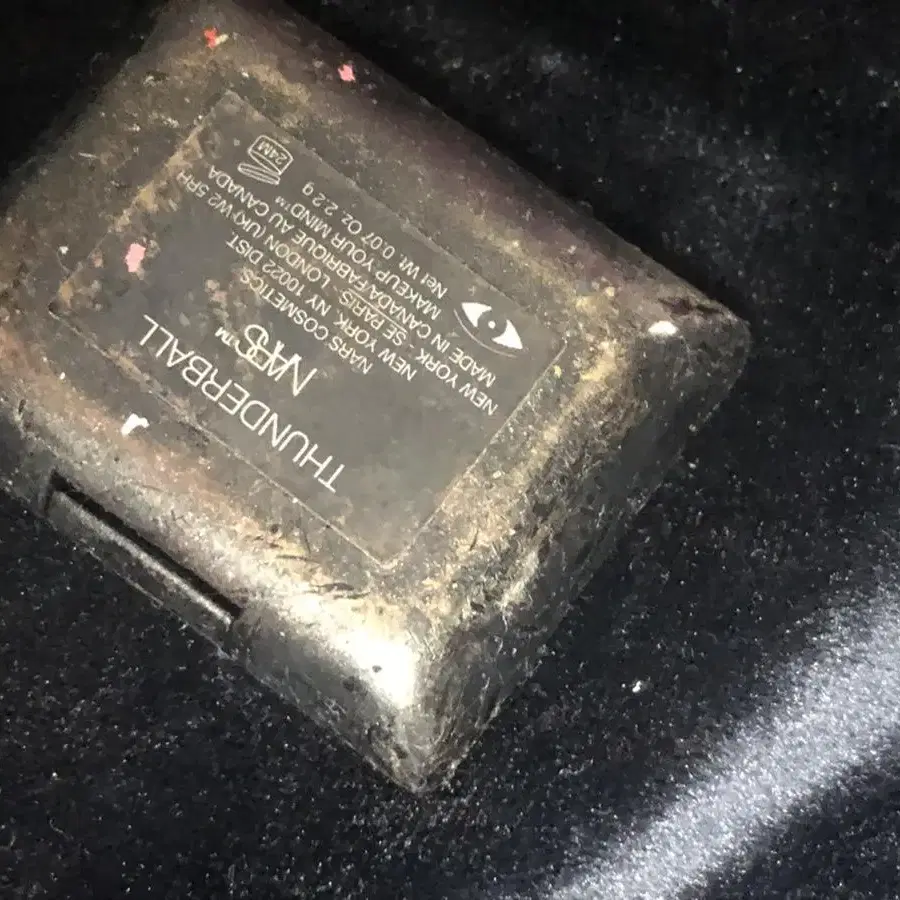 THUNDERBALL
NARS™
NARS COSMETICS
NEW YORK, NY 10022 DIST
NEW YORK SE PARIS LONDON (UK) W2 5RH
MADE IN CANADA/FABRIQUÉ AU CANADA
MAKEUP YOUR MIND™
Net Wt. 0.07 Oz. 2.2 g
24M